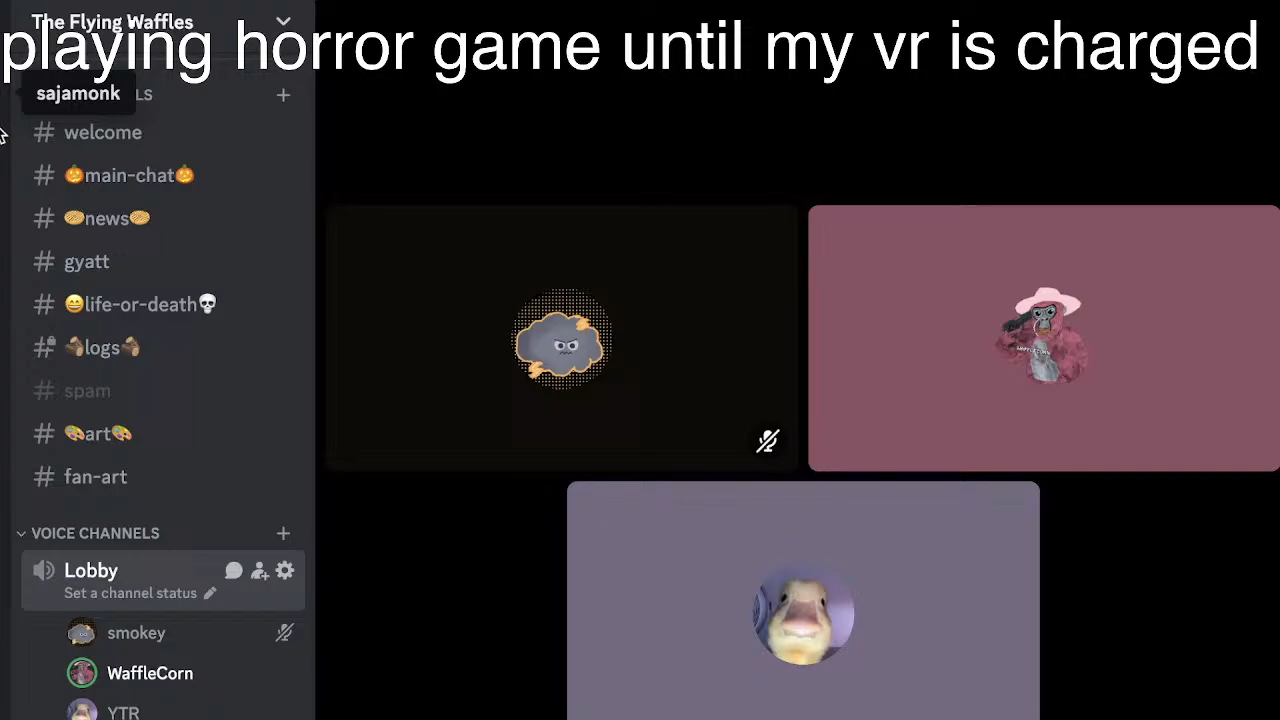 The Flying Waffles
playing horror game until my vr is charged
sajamonk
LS
welcome
main-chat
news
gyatt
life-or-death
logs
spam
art
fan-art
VOICE CHANNELS
Lobby
Set a channel status
smokey
WaffleCorn
YTR